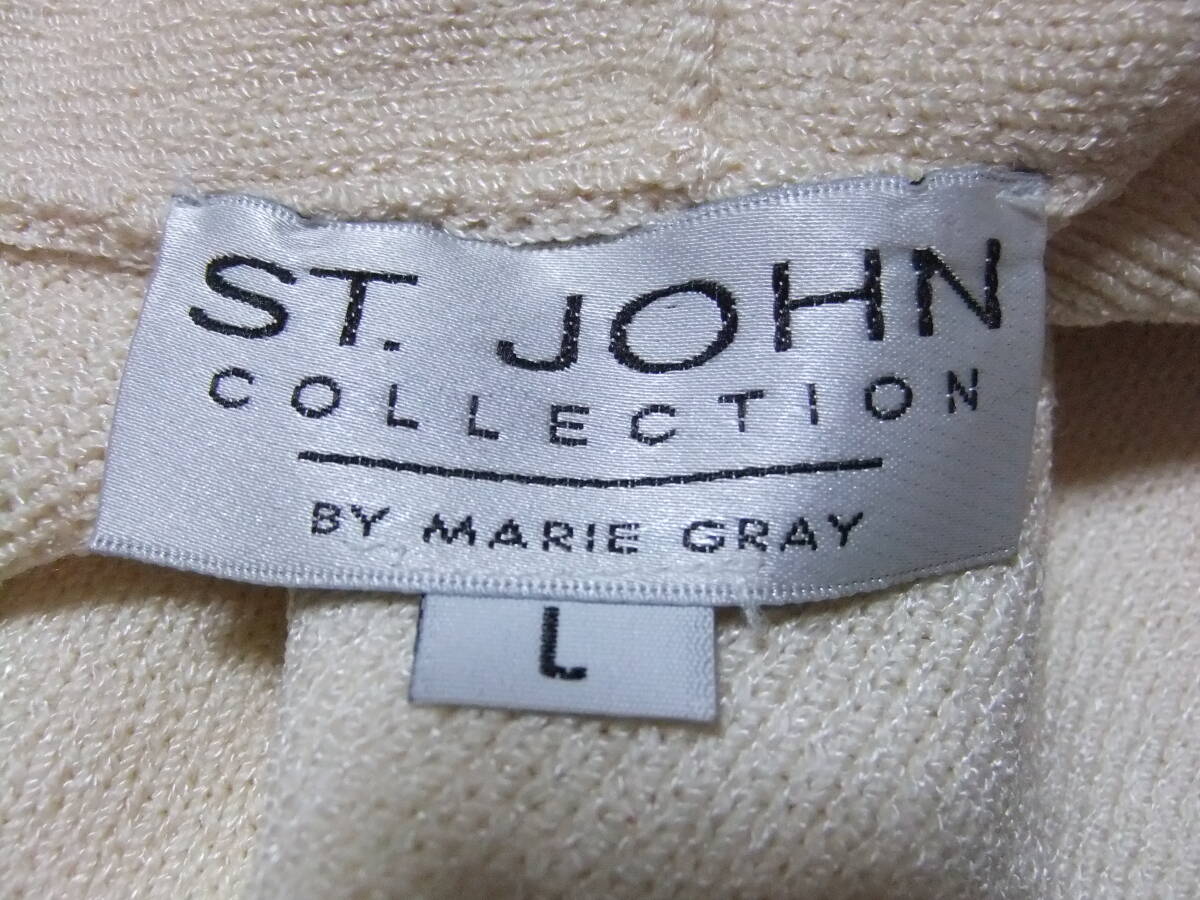 ST. JOHN
COLLECTION
BY MARIE GRAY
L